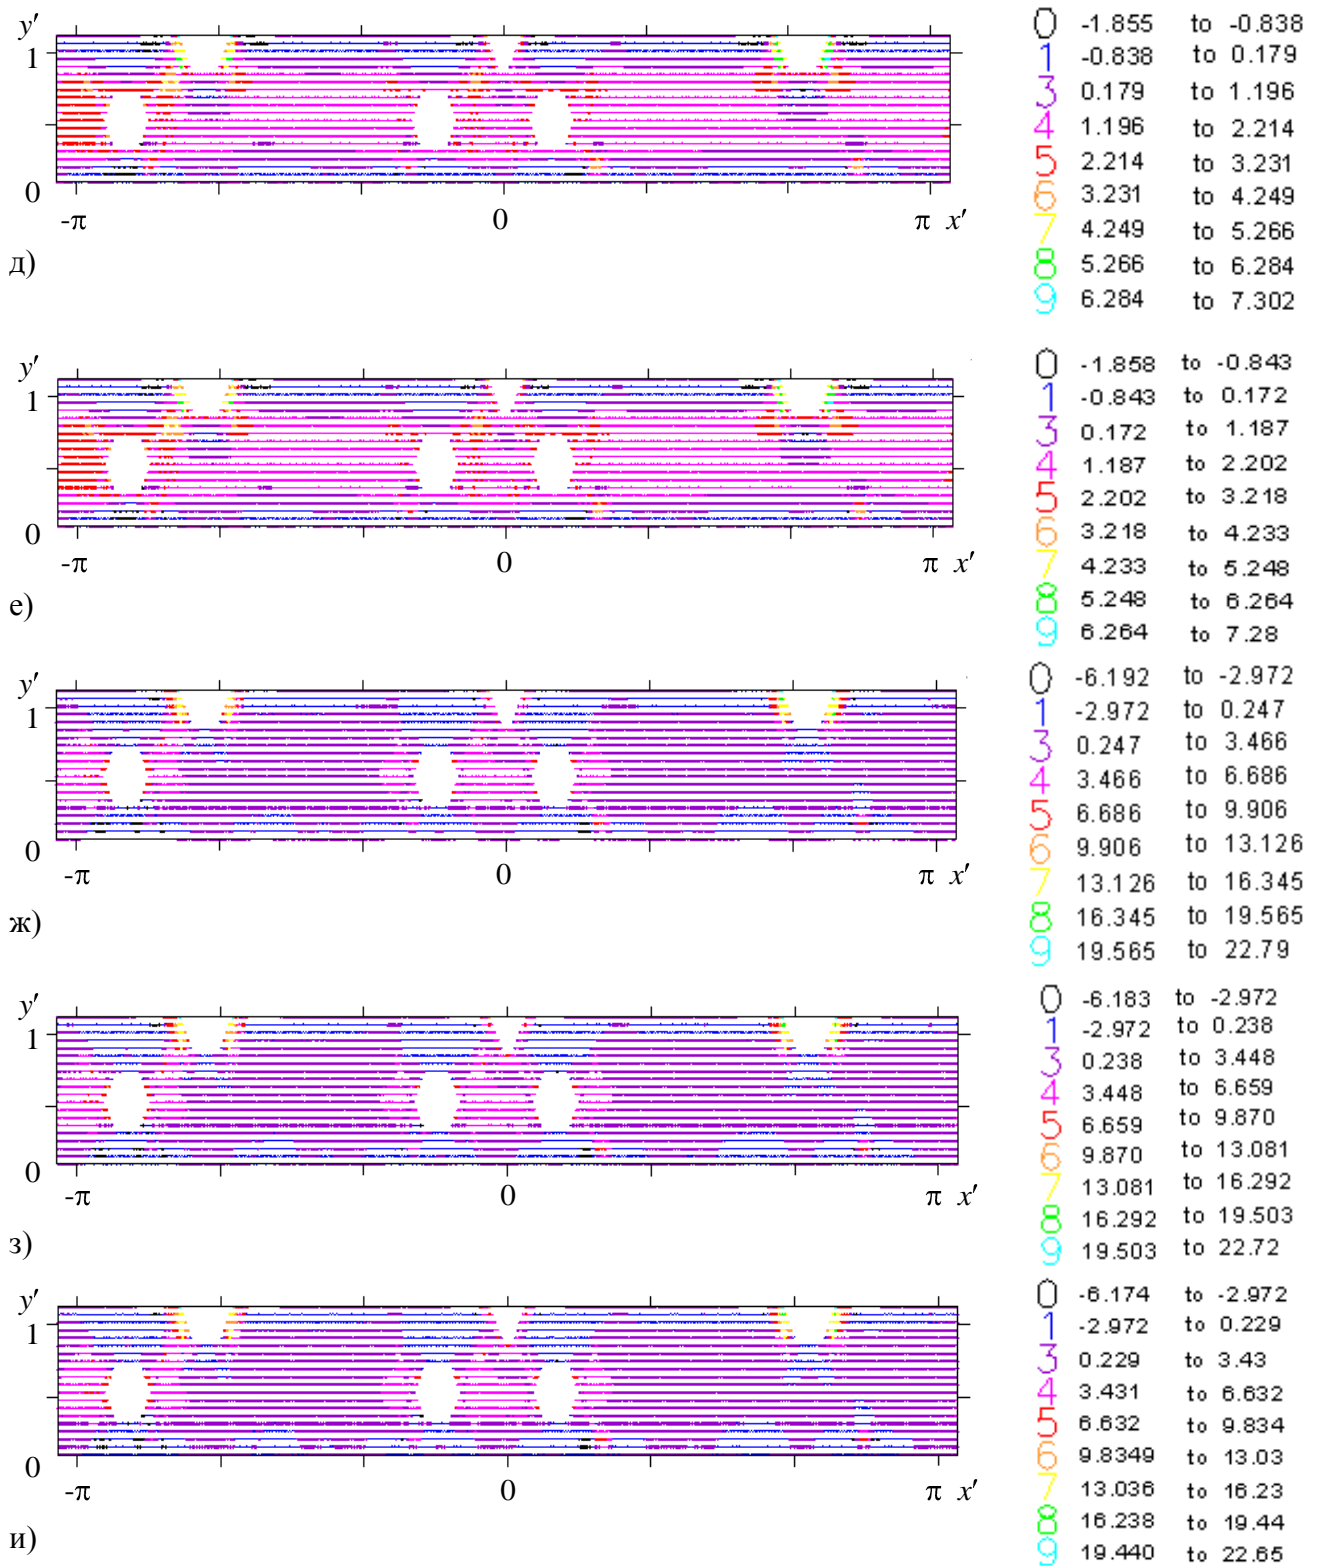 y′
1
0
-π 0 π x′
д)
0 -1.855 to -0.838
1 -0.838 to 0.179
3 0.179 to 1.196
4 1.196 to 2.214
5 2.214 to 3.231
6 3.231 to 4.249
7 4.249 to 5.266
8 5.266 to 6.284
9 6.284 to 7.302
y′
1
0
-π 0 π x′
е)
0 -1.858 to -0.843
1 -0.843 to 0.172
3 0.172 to 1.187
4 1.187 to 2.202
5 2.202 to 3.218
6 3.218 to 4.233
7 4.233 to 5.248
8 5.248 to 6.264
9 6.264 to 7.28
y′
1
0
-π 0 π x′
ж)
0 -6.192 to -2.972
1 -2.972 to 0.247
3 0.247 to 3.466
4 3.466 to 6.686
5 6.686 to 9.906
6 9.906 to 13.126
7 13.126 to 16.345
8 16.345 to 19.565
9 19.565 to 22.79
y′
1
0
-π 0 π x′
з)
0 -6.183 to -2.972
1 -2.972 to 0.238
3 0.238 to 3.448
4 3.448 to 6.659
5 6.659 to 9.870
6 9.870 to 13.081
7 13.081 to 16.292
8 16.292 to 19.503
9 19.503 to 22.72
y′
1
0
-π 0 π x′
и)
0 -6.174 to -2.972
1 -2.972 to 0.229
3 0.229 to 3.43
4 3.431 to 6.632
5 6.632 to 9.834
6 9.8349 to 13.03
7 13.036 to 16.23
8 16.238 to 19.44
9 19.440 to 22.65